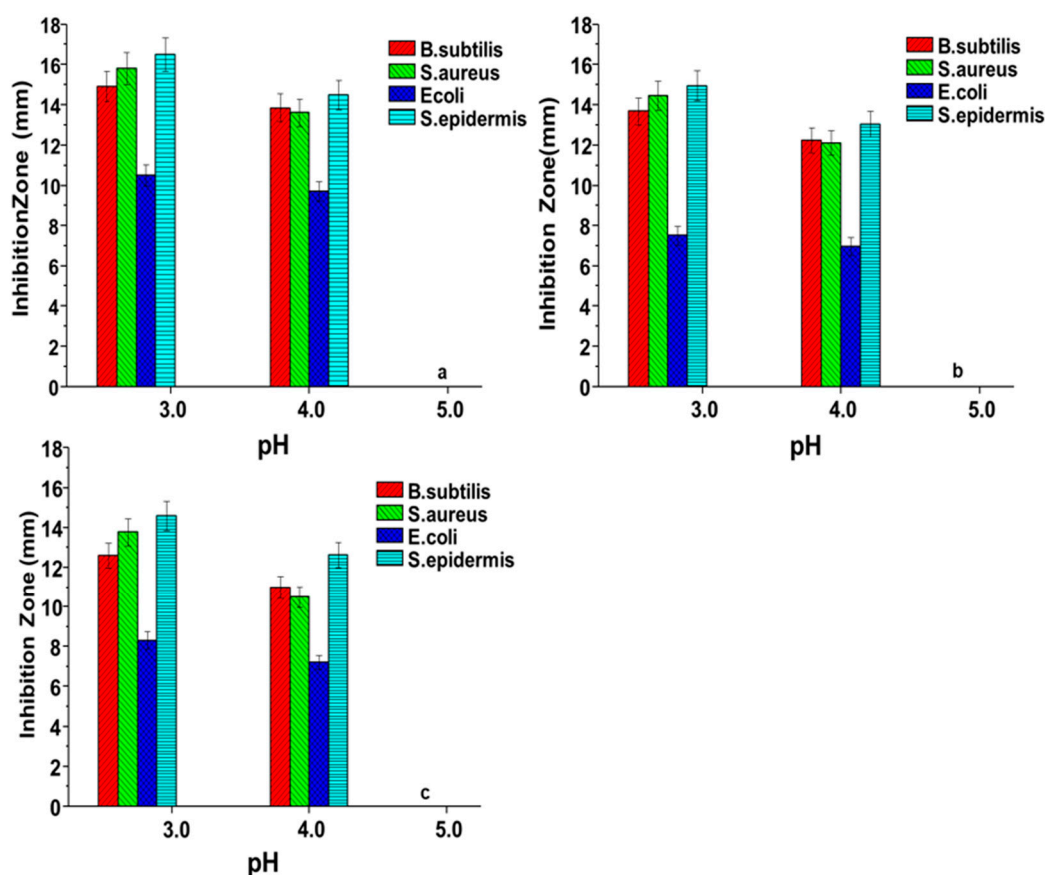 InhibitionZone (mm)
18
16
14
12
10
8
6
4
2
0
B.subtilis
S.aureus
Ecoli
S.epidermis
a
3.0
4.0
5.0
pH
Inhibition Zone(mm)
18
16
14
12
10
8
6
4
2
0
B.subtilis
S.aureus
E.coli
S.epidermis
b
3.0
4.0
5.0
pH
Inhibition Zone (mm)
18
16
14
12
10
8
6
4
2
0
B.subtilis
S.aureus
E.coli
S.epidermis
c
3.0
4.0
5.0
pH